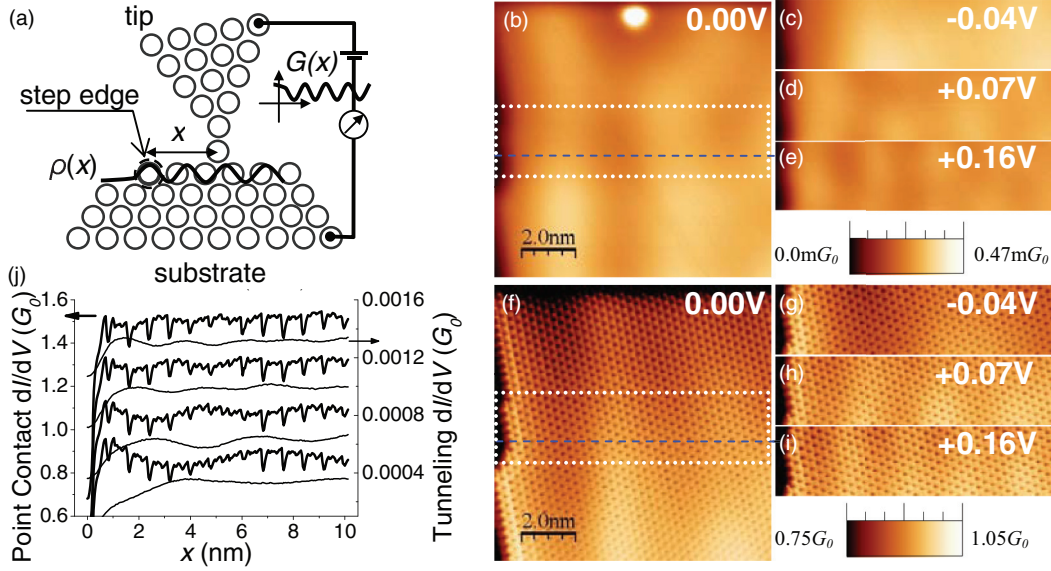 (a)
tip
G(x)
step edge
x
ρ(x)
substrate
(b)
0.00V
2.0nm
(c)
-0.04V
(d)
+0.07V
(e)
+0.16V
0.0mG0
0.47mG0
(f)
0.00V
2.0nm
(g)
-0.04V
(h)
+0.07V
(i)
+0.16V
0.75G0
1.05G0
(j)
Point Contact dI/dV (G0)
1.6
1.4
1.2
1.0
0.8
0.6
0.0016
0.0012
0.0008
0.0004
Tunneling dI/dV (G0)
0 2 4 6 8 10
x (nm)